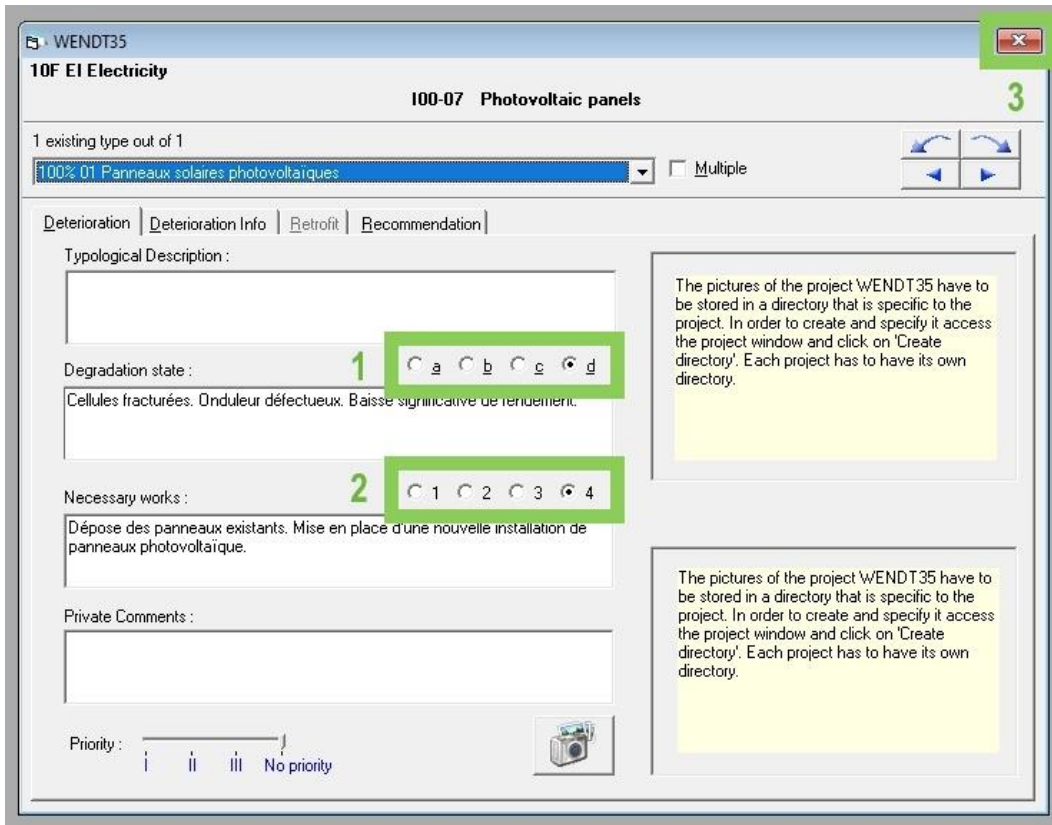 WENDT35
10F EI Electricity
I00-07 Photovoltaic panels
3
1 existing type out of 1
100% 01 Panneaux solaires photovoltaïques
Multiple
Deterioration Deterioration Info Retrofit Recommendation
Typological Description :
1
a b c d
Degradation state :
Cellules fracturées. Onduleur défectueux. Baisse significative de rendement.
2
1 2 3 4
Necessary works :
Dépose des panneaux existants. Mise en place d'une nouvelle installation de
panneaux photovoltaïque.
Private Comments :
Priority :
I II III No priority
The pictures of the project WENDT35 have to
be stored in a directory that is specific to the
project. In order to create and specify it access
the project window and click on 'Create
directory'. Each project has to have its own
directory.
The pictures of the project WENDT35 have to
be stored in a directory that is specific to the
project. In order to create and specify it access
the project window and click on 'Create
directory'. Each project has to have its own
directory.